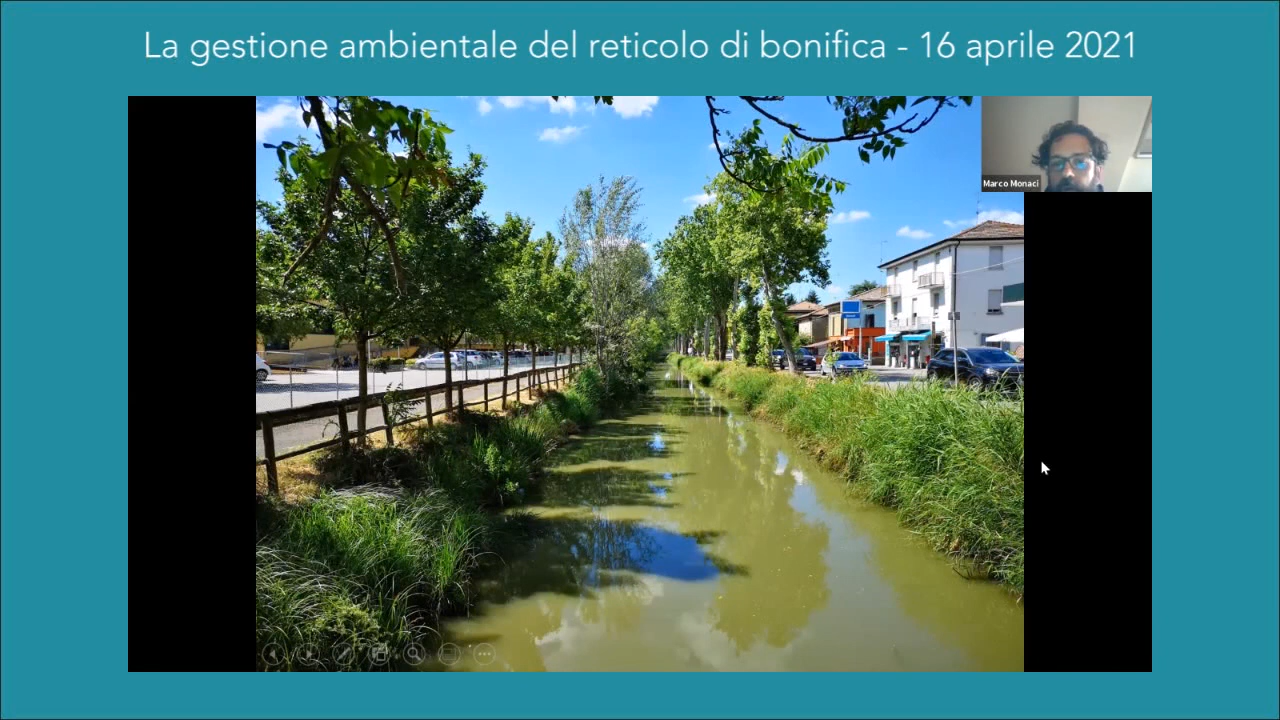 La gestione ambientale del reticolo di bonifica - 16 aprile 2021
Marco Monaci